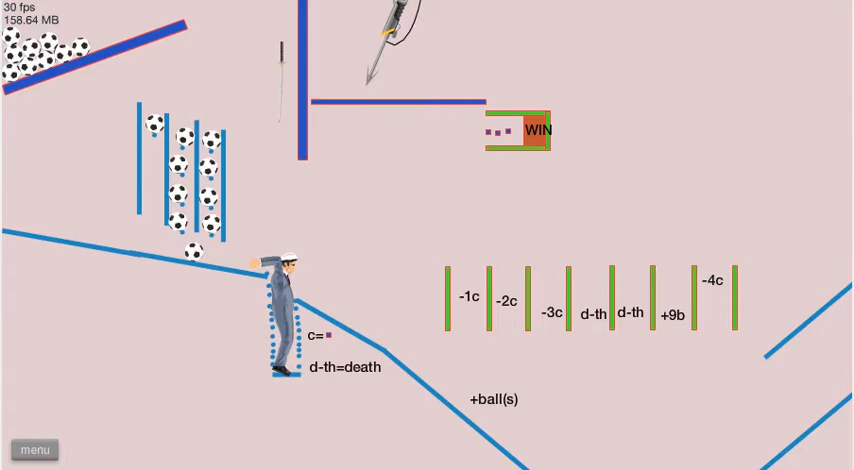 30 fps
158.64 MB
WIN
-1c
-2c
-3c
d-th
d-th
+9b
-4c
c=
d-th=death
+ball(s)
menu